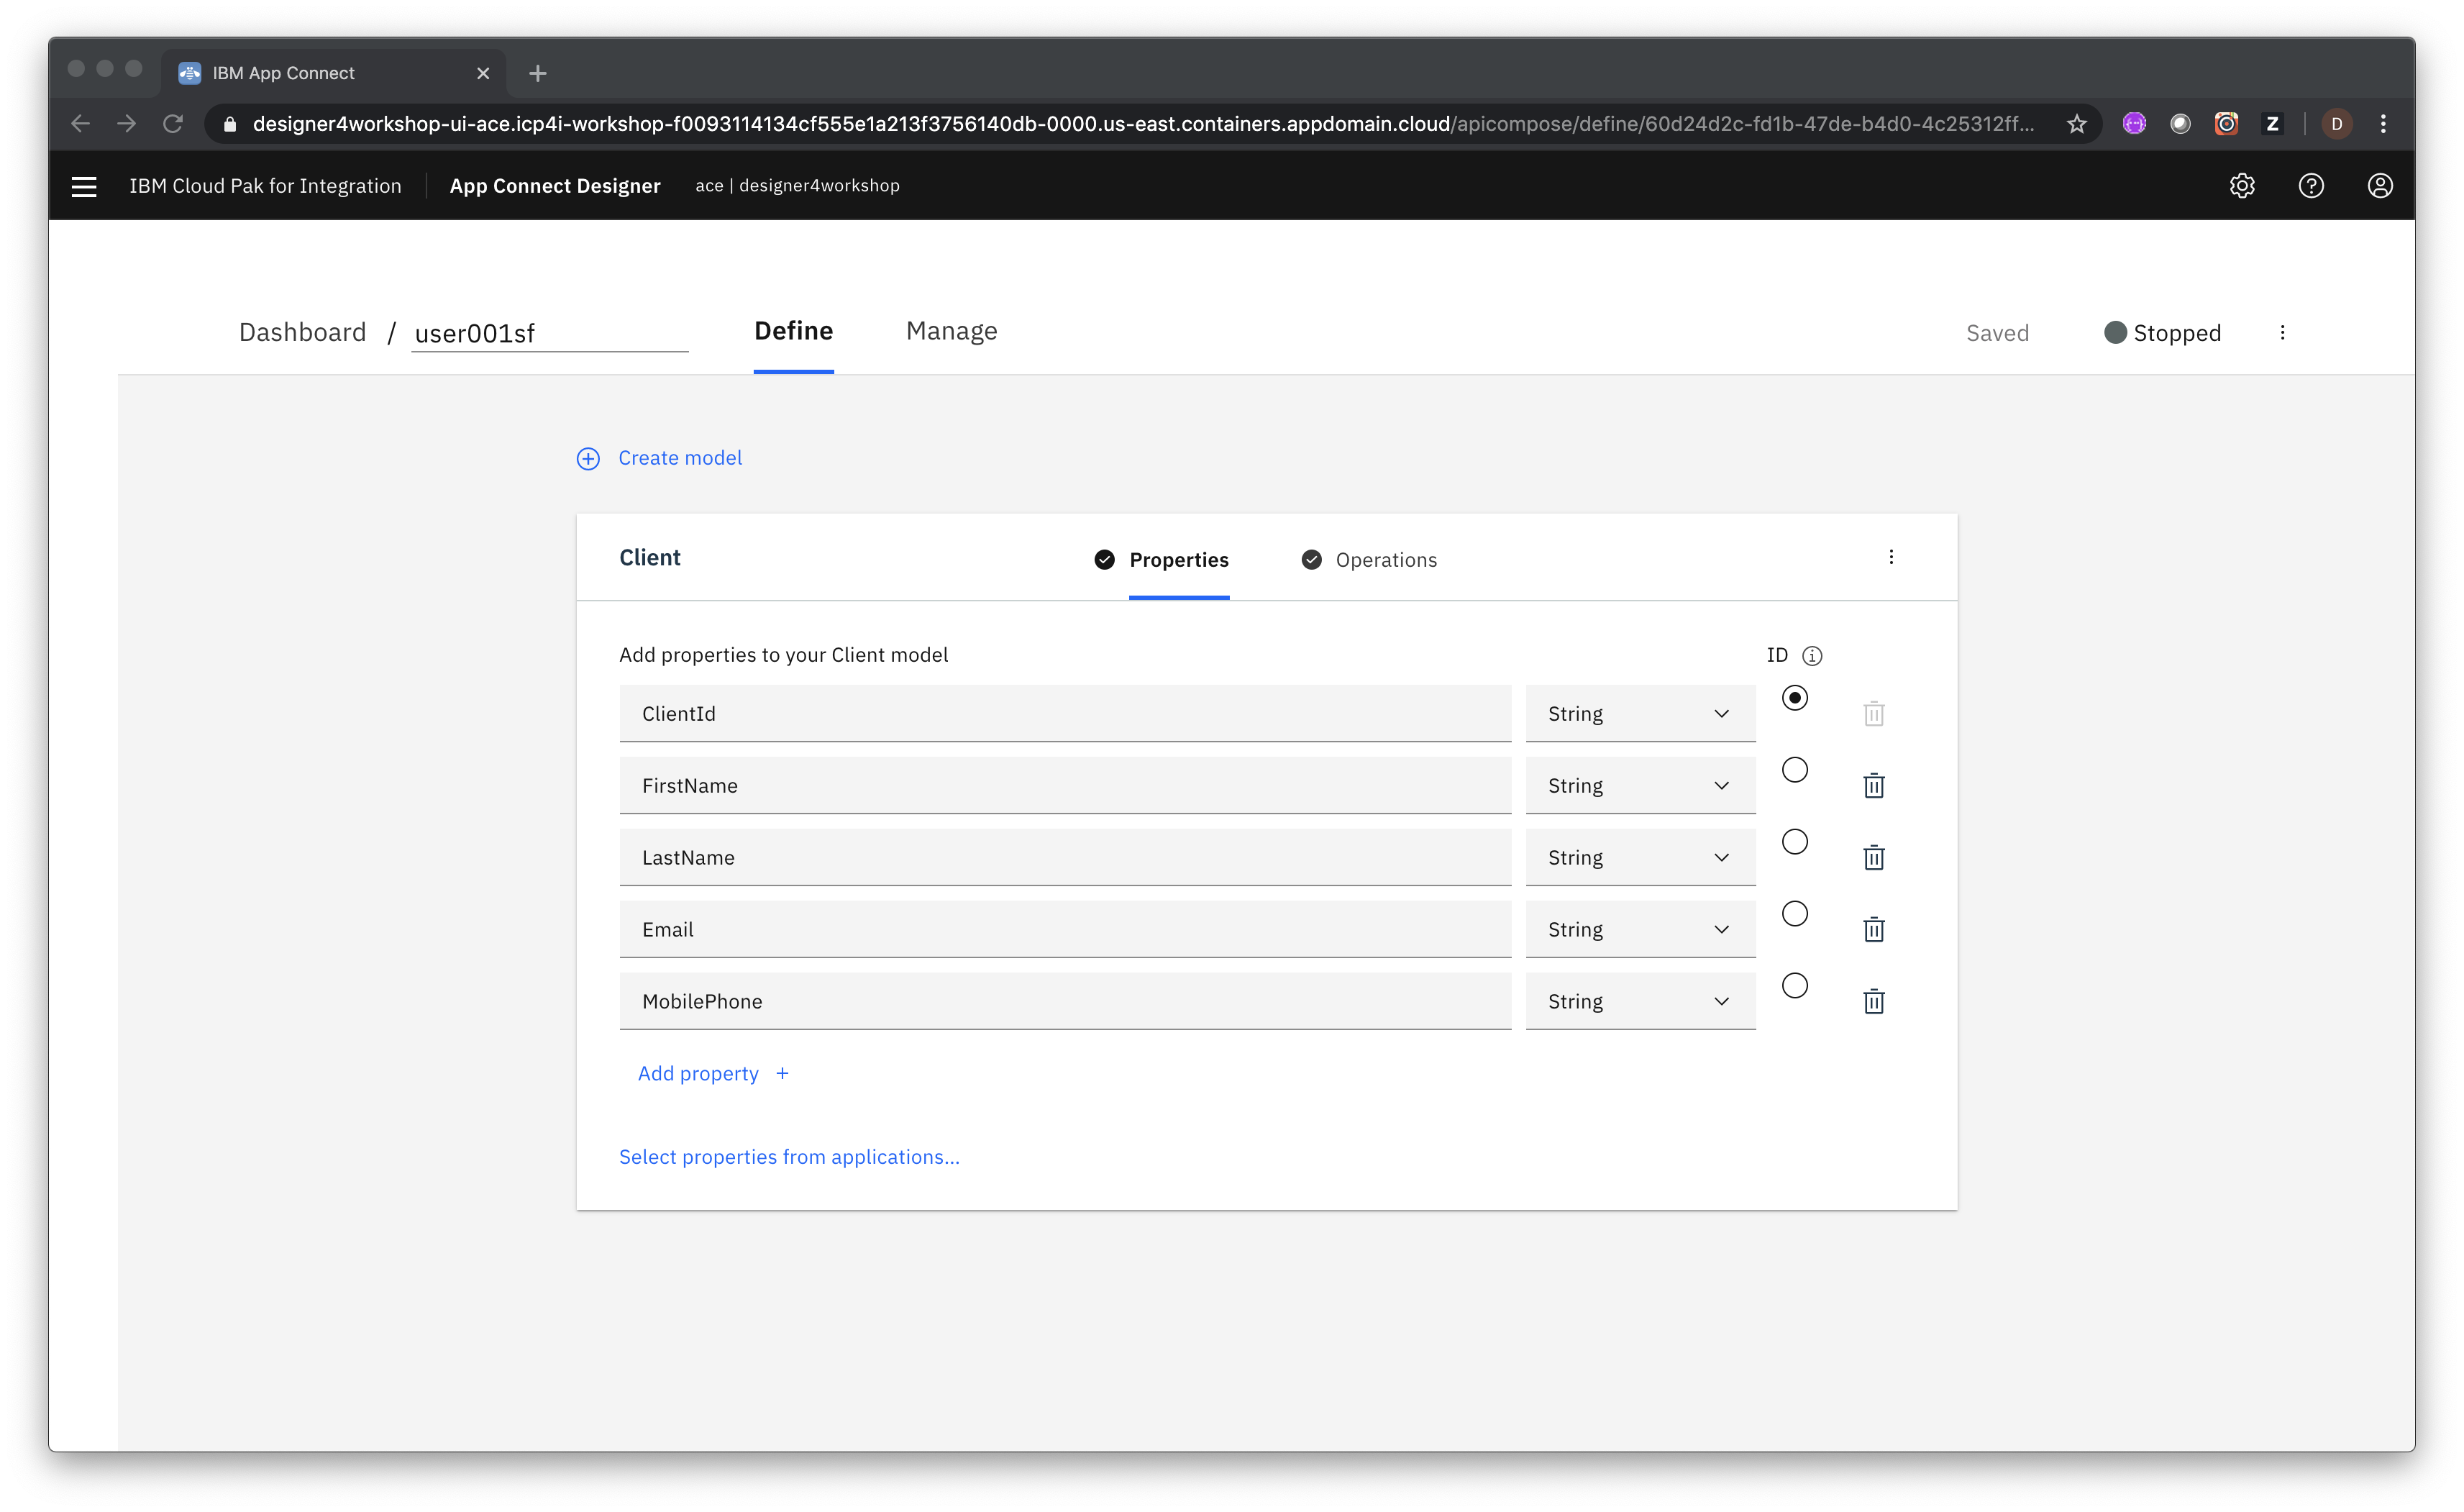 IBM App Connect
designer4workshop-ui-ace.icp4i-workshop-f0093114134cf555e1a213f3756140db-0000.us-east.containers.appdomain.cloud/apicompose/define/60d24d2c-fd1b-47de-b4d0-4c25312ff...
Z
D
IBM Cloud Pak for Integration
App Connect Designer
ace | designer4workshop
Dashboard / user001sf
Define
Manage
Saved
Stopped
Create model
Client
Properties
Operations
Add properties to your Client model
ID
ClientId
String
FirstName
String
LastName
String
Email
String
MobilePhone
String
Add property +
Select properties from applications...